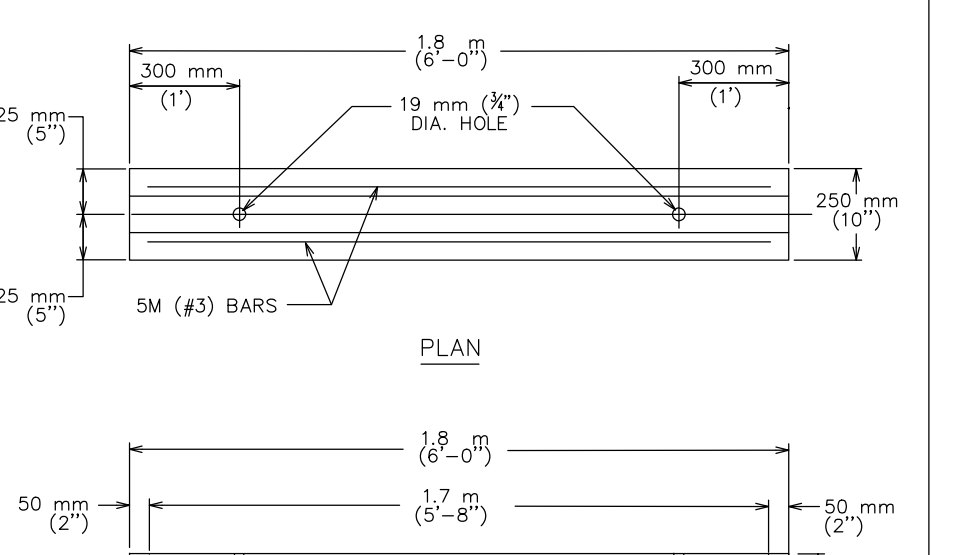 1.8 m
(6'-0")
300 mm
(1')
300 mm
(1')
19 mm (¾")
DIA. HOLE
25 mm
(5")
250 mm
(10")
25 mm
(5")
5M (#3) BARS
PLAN
1.8 m
(6'-0")
50 mm
(2")
1.7 m
(5'-8")
50 mm
(2")